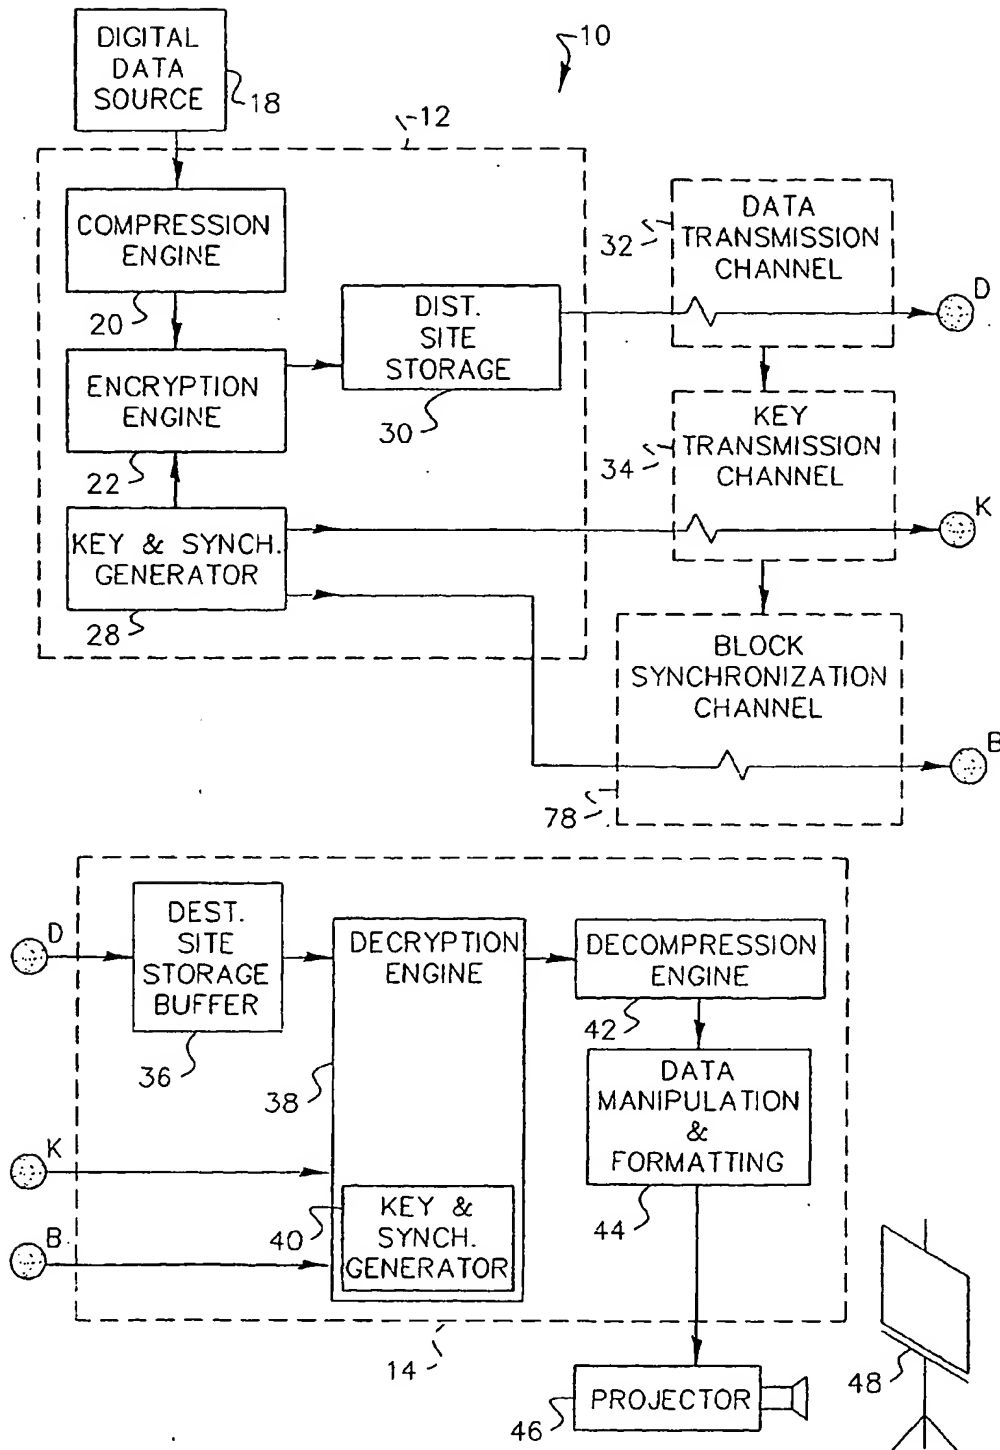 DIGITAL
DATA
SOURCE
18
10
12
COMPRESSION
ENGINE
20
ENCRYPTION
ENGINE
22
KEY & SYNCH.
GENERATOR
28
DIST.
SITE
STORAGE
30
DATA
TRANSMISSION
CHANNEL
32
D
KEY
TRANSMISSION
CHANNEL
34
K
BLOCK
SYNCHRONIZATION
CHANNEL
78
B
D
DEST.
SITE
STORAGE
BUFFER
36
K
B
DECRYPTION
ENGINE
38
KEY &
SYNCH.
GENERATOR
40
DECOMPRESSION
ENGINE
42
DATA
MANIPULATION
&
FORMATTING
44
14
PROJECTOR
46
48